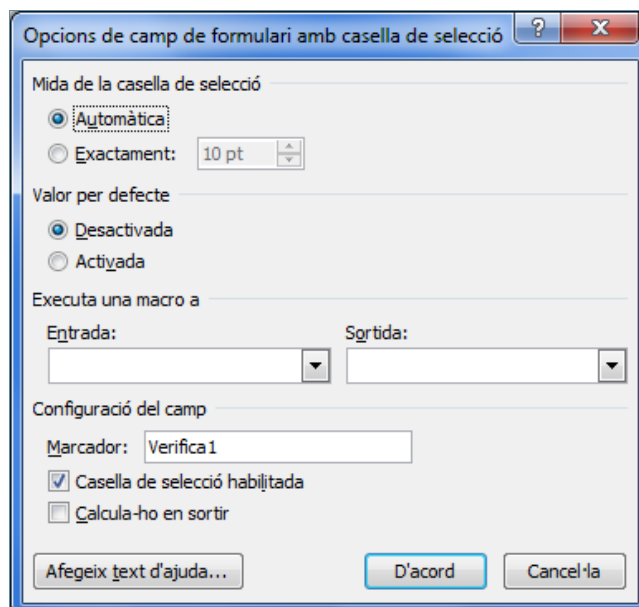 Opcions de camp de formulari amb casella de selecció
Mida de la casella de selecció
Automàtica
Exactament: 10 pt
Valor per defecte
Desactivada
Activada
Executa una macro a
Entrada: Sortida:
Configuració del camp
Marcador: Verifica1
Casella de selecció habilitada
Calcula-ho en sortir
Afegeix text d'ajuda... D'acord Cancel·la